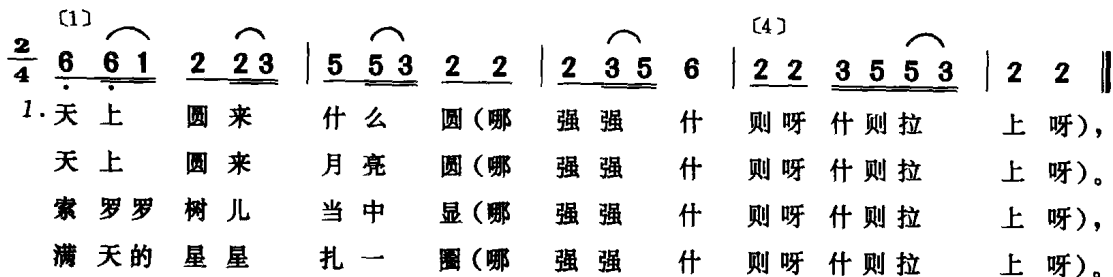 〔1〕 〔4〕
2/4 6 6 1 2 2 3 | 5 5 3 2 2 | 2 3 5 6 | 2 2 3 5 5 3 | 2 2 ‖
1. 天上 圆来 什么 圆(哪 强强 什 则呀 什则拉 上 呀),
天上 圆来 月亮 圆(哪 强强 什 则呀 什则拉 上 呀)。
索罗罗 树儿 当中 显(哪 强强 什 则呀 什则拉 上 呀),
满天的 星星 扎一 圈(哪 强强 什 则呀 什则拉 上 呀)。